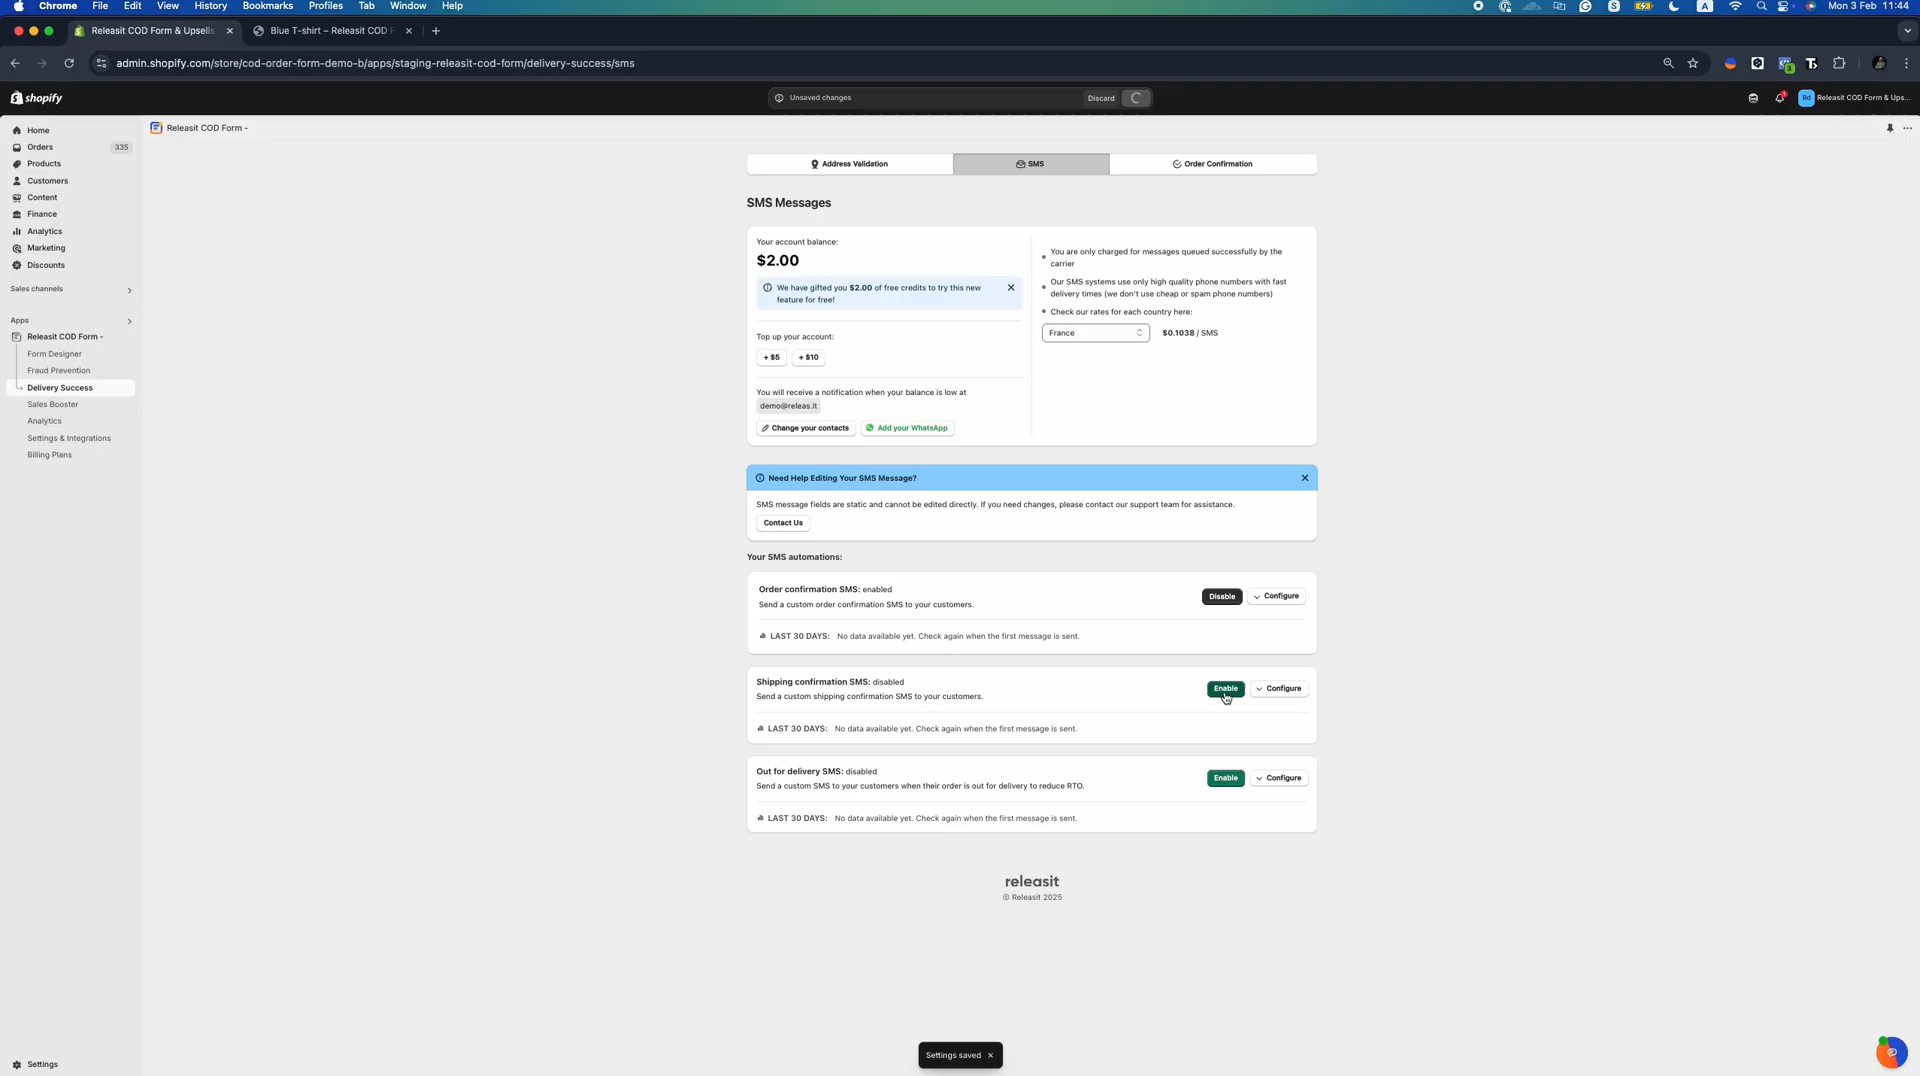 Chrome File Edit View History Bookmarks Profiles Tab Window Help
A Mon 3 Feb 11:44
Releasit COD Form & Upsells
Blue T-shirt – Releasit COD F
admin.shopify.com/store/cod-order-form-demo-b/apps/staging-releasit-cod-form/delivery-success/sms
shopify
Unsaved changes
Discard
Rd Releasit COD Form & Ups...
Releasit COD Form -
Home
Orders 335
Products
Customers
Content
Finance
Analytics
Marketing
Discounts
Sales channels
Apps
Releasit COD Form -
Form Designer
Fraud Prevention
Delivery Success
Sales Booster
Analytics
Settings & Integrations
Billing Plans
Settings
Address Validation
SMS
Order Confirmation
SMS Messages
Your account balance:
$2.00
We have gifted you $2.00 of free credits to try this new
feature for free!
Top up your account:
+ $5
+ $10
You will receive a notification when your balance is low at
demo@releas.it
Change your contacts
Add your WhatsApp
You are only charged for messages queued successfully by the
carrier
Our SMS systems use only high quality phone numbers with fast
delivery times (we don't use cheap or spam phone numbers)
Check our rates for each country here:
France
$0.1038 / SMS
Need Help Editing Your SMS Message?
SMS message fields are static and cannot be edited directly. If you need changes, please contact our support team for assistance.
Contact Us
Your SMS automations:
Order confirmation SMS: enabled
Send a custom order confirmation SMS to your customers.
Disable
Configure
LAST 30 DAYS: No data available yet. Check again when the first message is sent.
Shipping confirmation SMS: disabled
Send a custom shipping confirmation SMS to your customers.
Enable
Configure
LAST 30 DAYS: No data available yet. Check again when the first message is sent.
Out for delivery SMS: disabled
Send a custom SMS to your customers when their order is out for delivery to reduce RTO.
Enable
Configure
LAST 30 DAYS: No data available yet. Check again when the first message is sent.
releasit
© Releasit 2025
Settings saved